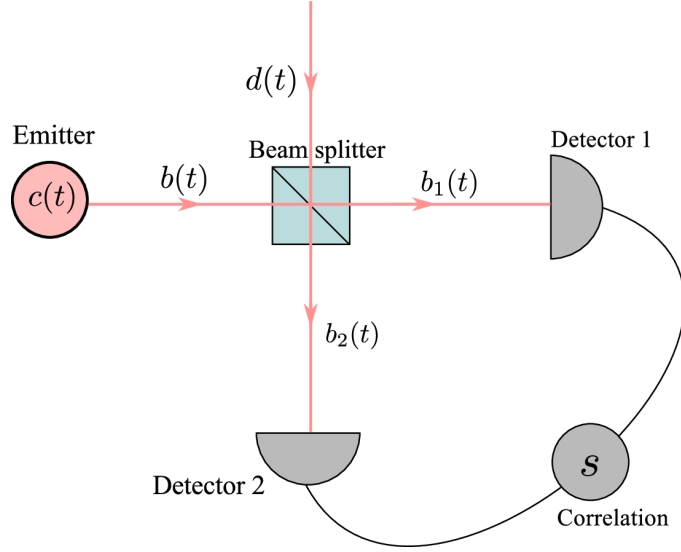 d(t)
Emitter
Beam splitter
Detector 1
c(t)
b(t)
b₁(t)
b₂(t)
Detector 2
s
Correlation